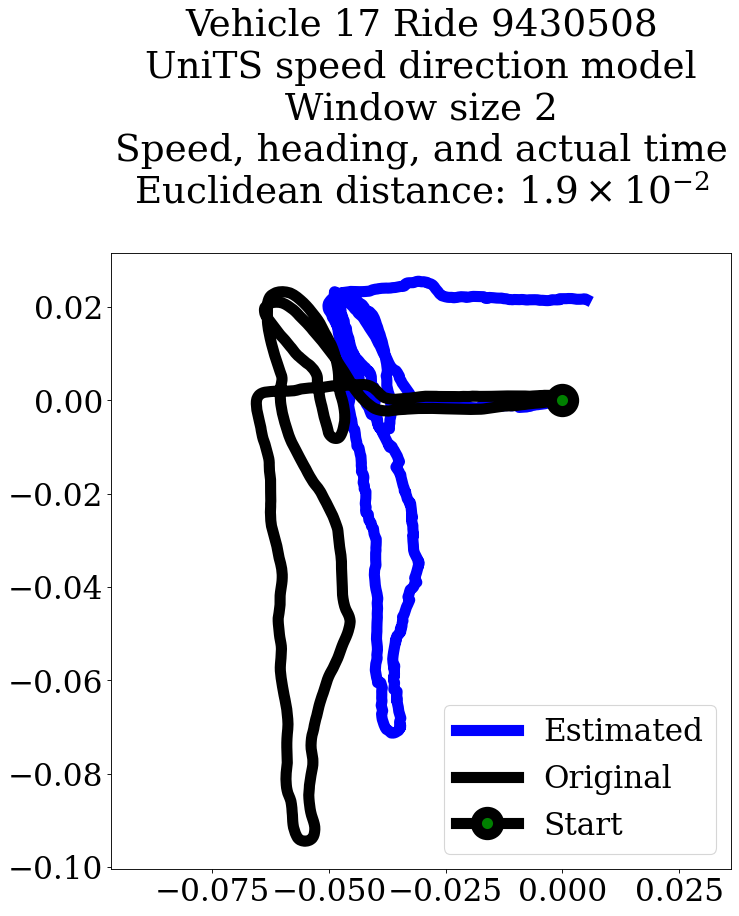 Vehicle 17 Ride 9430508
UniTS speed direction model
Window size 2
Speed, heading, and actual time
Euclidean distance: 1.9 × 10⁻²
0.02
0.00
−0.02
−0.04
−0.06
−0.08
−0.10
Estimated
Original
Start
−0.075 −0.050 −0.025 0.000 0.025